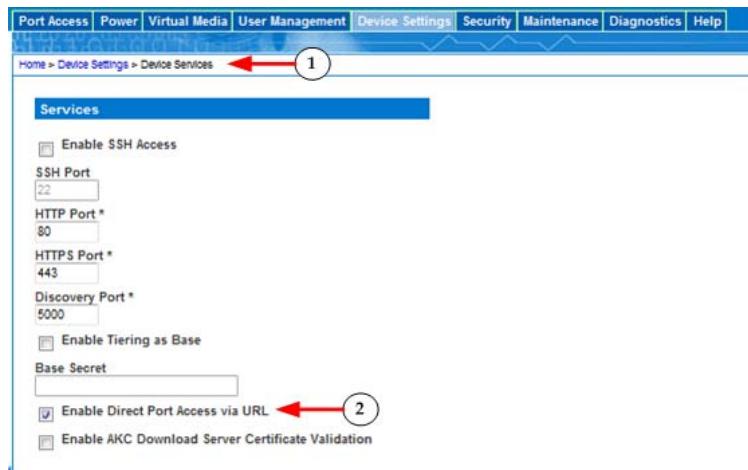 Port Access Power Virtual Media User Management Device Settings Security Maintenance Diagnostics Help
Home > Device Settings > Device Services
1
Services
Enable SSH Access
SSH Port
22
HTTP Port *
80
HTTPS Port *
443
Discovery Port *
5000
Enable Tiering as Base
Base Secret
Enable Direct Port Access via URL
2
Enable AKC Download Server Certificate Validation